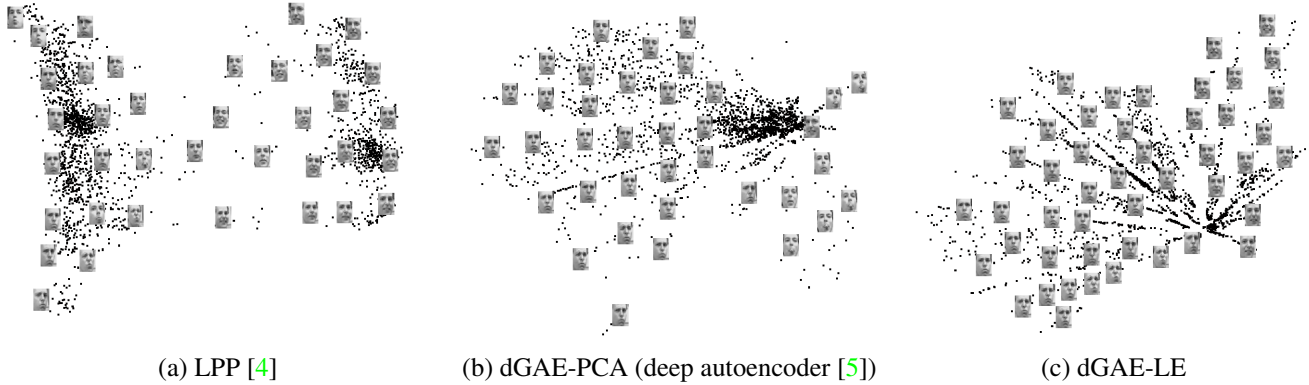 (a) LPP [4]
(b) dGAE-PCA (deep autoencoder [5])
(c) dGAE-LE